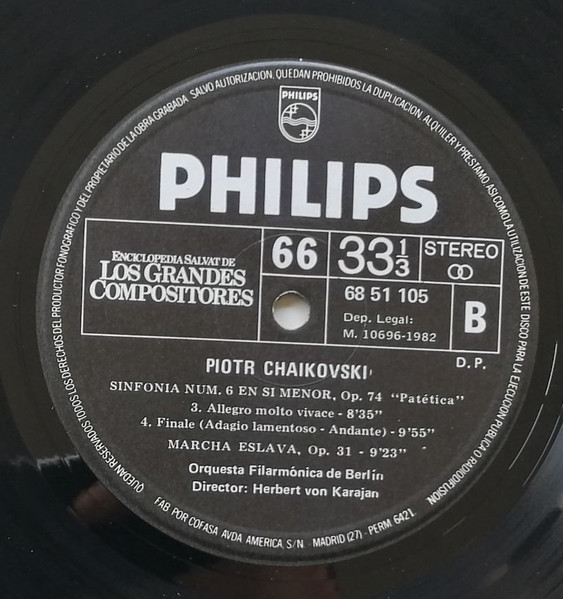 QUEDAN RESERVADOS TODOS LOS DERECHOS DEL PRODUCTOR FONOGRAFICO Y DEL PROPIETARIO DE LA OBRA GRABADA. SALVO AUTORIZACION, QUEDAN PROHIBIDOS LA DUPLICACION, ALQUILER Y PRESTAMO, ASI COMO LA UTILIZACION DE ESTE DISCO PARA LA EJECUCION PUBLICA O RADIODIFUSION.
PHILIPS
PHILIPS
ENCICLOPEDIA SALVAT DE
LOS GRANDES
COMPOSITORES
66
33 1/3
STEREO
68 51 105
Dep. Legal:
M. 10696-1982
B
D. P.
PIOTR CHAIKOVSKI
SINFONIA NUM. 6 EN SI MENOR, Op. 74 "Patética"
3. Allegro molto vivace - 8'35"
4. Finale (Adagio lamentoso - Andante) - 9'55"
MARCHA ESLAVA, Op. 31 - 9'23"
Orquesta Filarmónica de Berlín
Director: Herbert von Karajan
FAB POR COFASA AVDA AMERICA, S/N. MADRID (27) - PERM 6421.